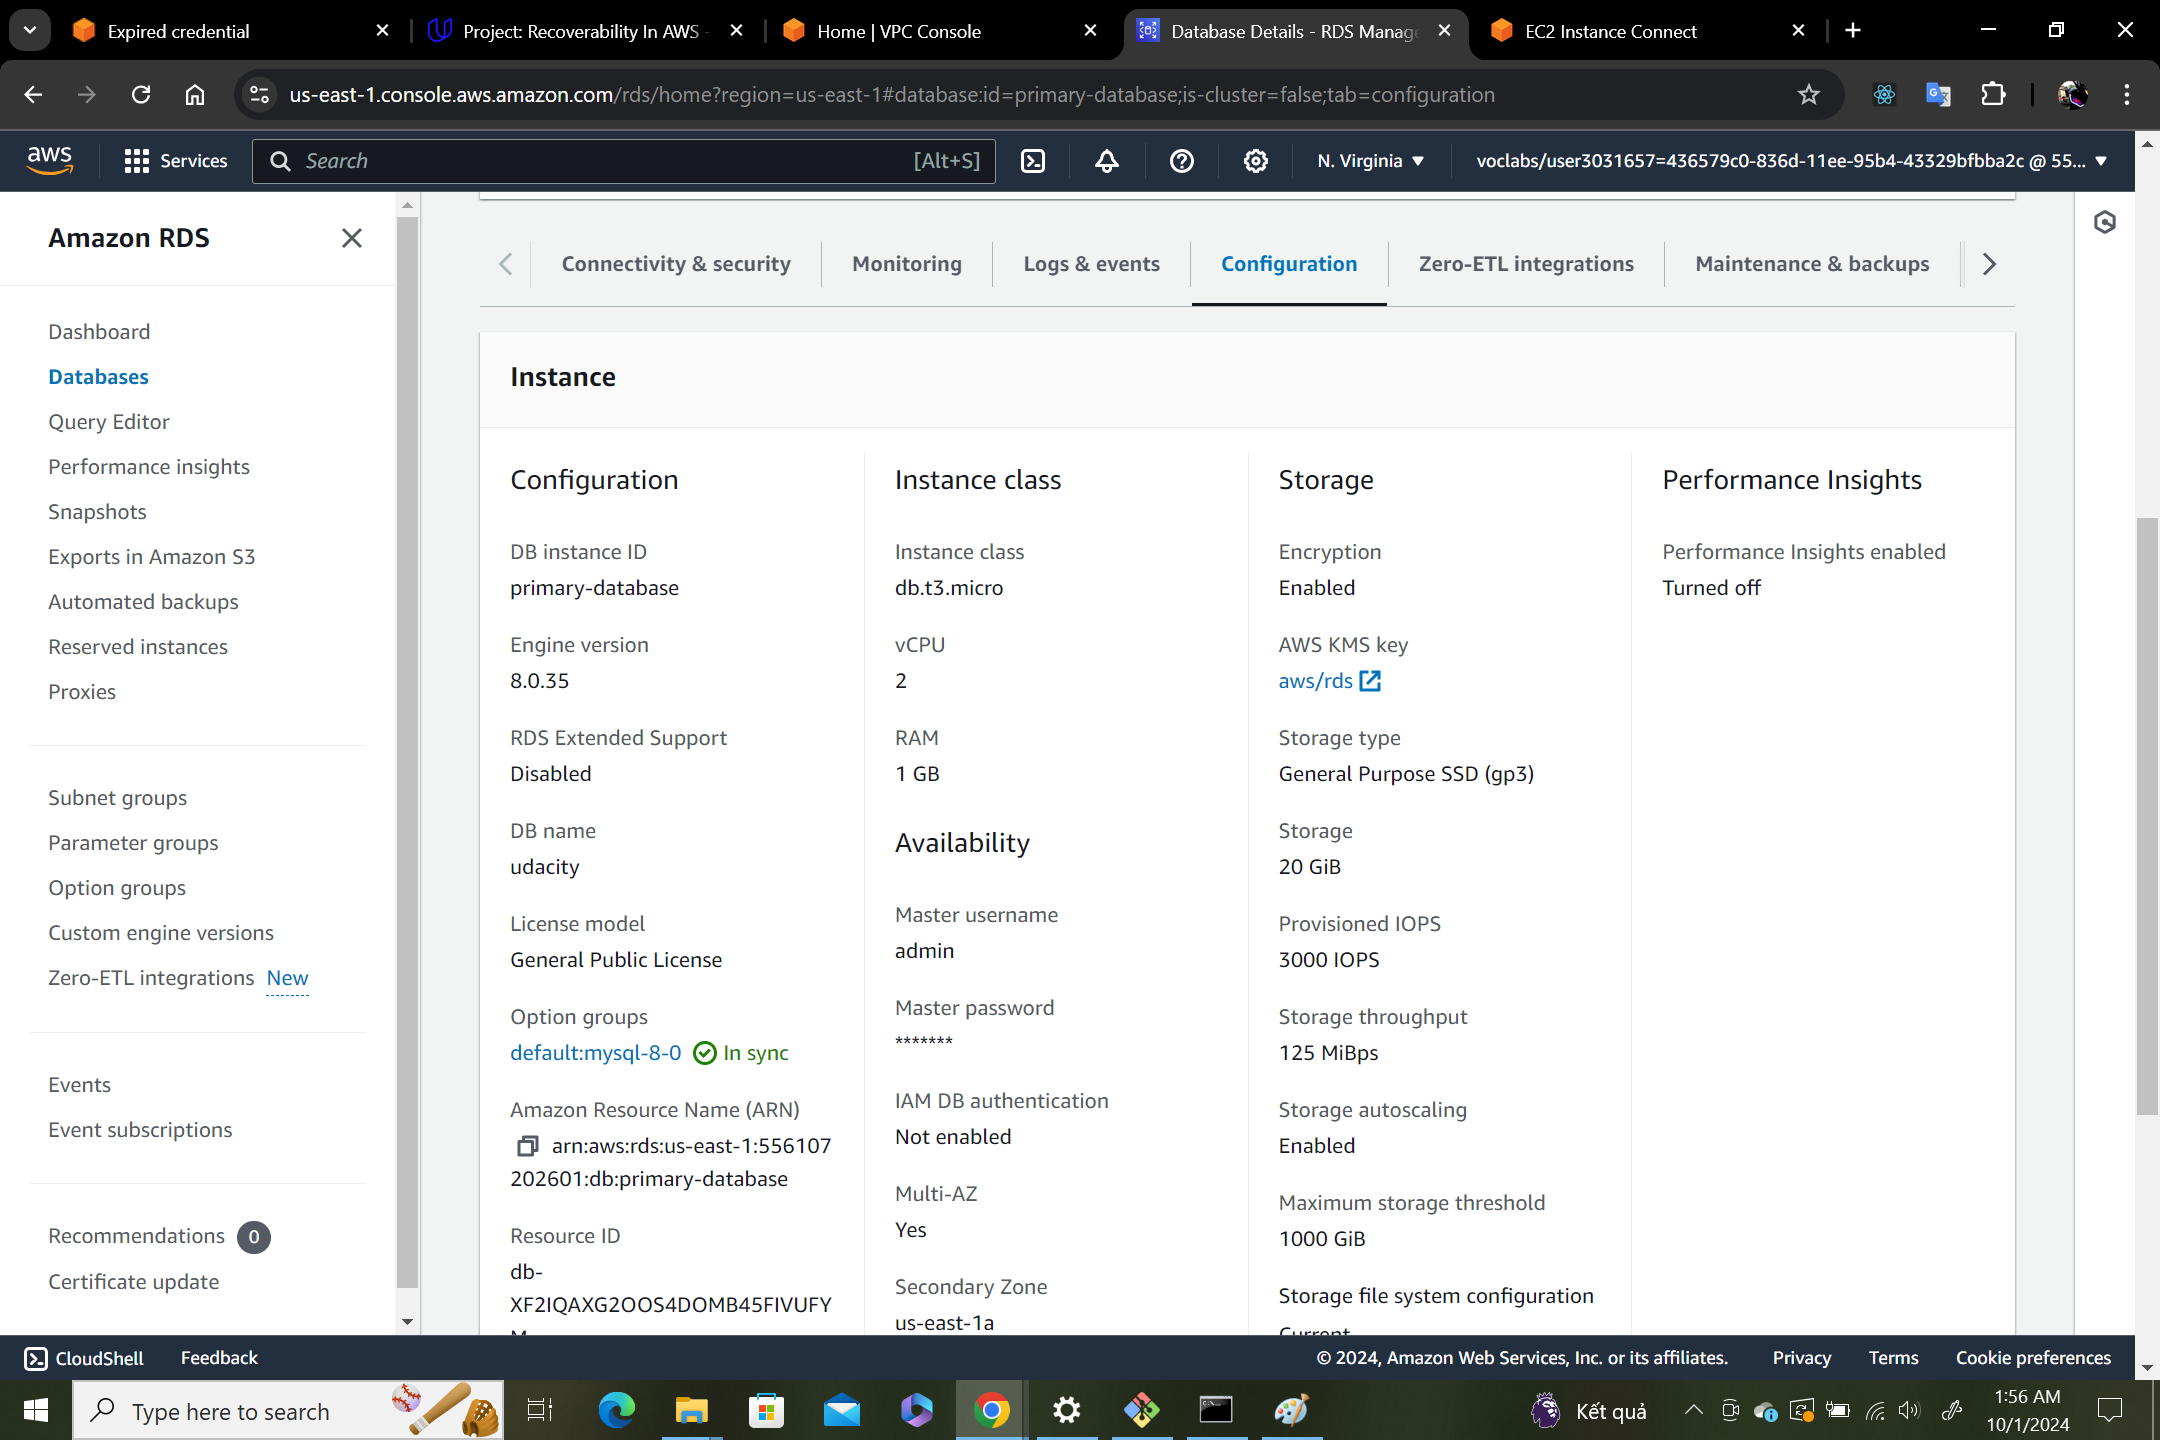 Expired credential
Project: Recoverability In AWS -
Home | VPC Console
Database Details - RDS Manag
EC2 Instance Connect
us-east-1.console.aws.amazon.com/rds/home?region=us-east-1#database:id=primary-database;is-cluster=false;tab=configuration
aws
Services
Search
[Alt+S]
N. Virginia
voclabs/user3031657=436579c0-836d-11ee-95b4-43329bfbba2c @ 55...
Amazon RDS
Dashboard
Databases
Query Editor
Performance insights
Snapshots
Exports in Amazon S3
Automated backups
Reserved instances
Proxies
Subnet groups
Parameter groups
Option groups
Custom engine versions
Zero-ETL integrations New
Events
Event subscriptions
Recommendations 0
Certificate update
Connectivity & security
Monitoring
Logs & events
Configuration
Zero-ETL integrations
Maintenance & backups
Instance
Configuration
DB instance ID
primary-database
Engine version
8.0.35
RDS Extended Support
Disabled
DB name
udacity
License model
General Public License
Option groups
default:mysql-8-0 In sync
Amazon Resource Name (ARN)
arn:aws:rds:us-east-1:556107
202601:db:primary-database
Resource ID
db-
XF2IQAXG2OOS4DOMB45FIVUFY
Instance class
Instance class
db.t3.micro
vCPU
2
RAM
1 GB
Availability
Master username
admin
Master password
*******
IAM DB authentication
Not enabled
Multi-AZ
Yes
Secondary Zone
us-east-1a
Storage
Encryption
Enabled
AWS KMS key
aws/rds
Storage type
General Purpose SSD (gp3)
Storage
20 GiB
Provisioned IOPS
3000 IOPS
Storage throughput
125 MiBps
Storage autoscaling
Enabled
Maximum storage threshold
1000 GiB
Storage file system configuration
Current
Performance Insights
Performance Insights enabled
Turned off
CloudShell
Feedback
© 2024, Amazon Web Services, Inc. or its affiliates.
Privacy
Terms
Cookie preferences
Type here to search
Kết quả
1:56 AM
10/1/2024